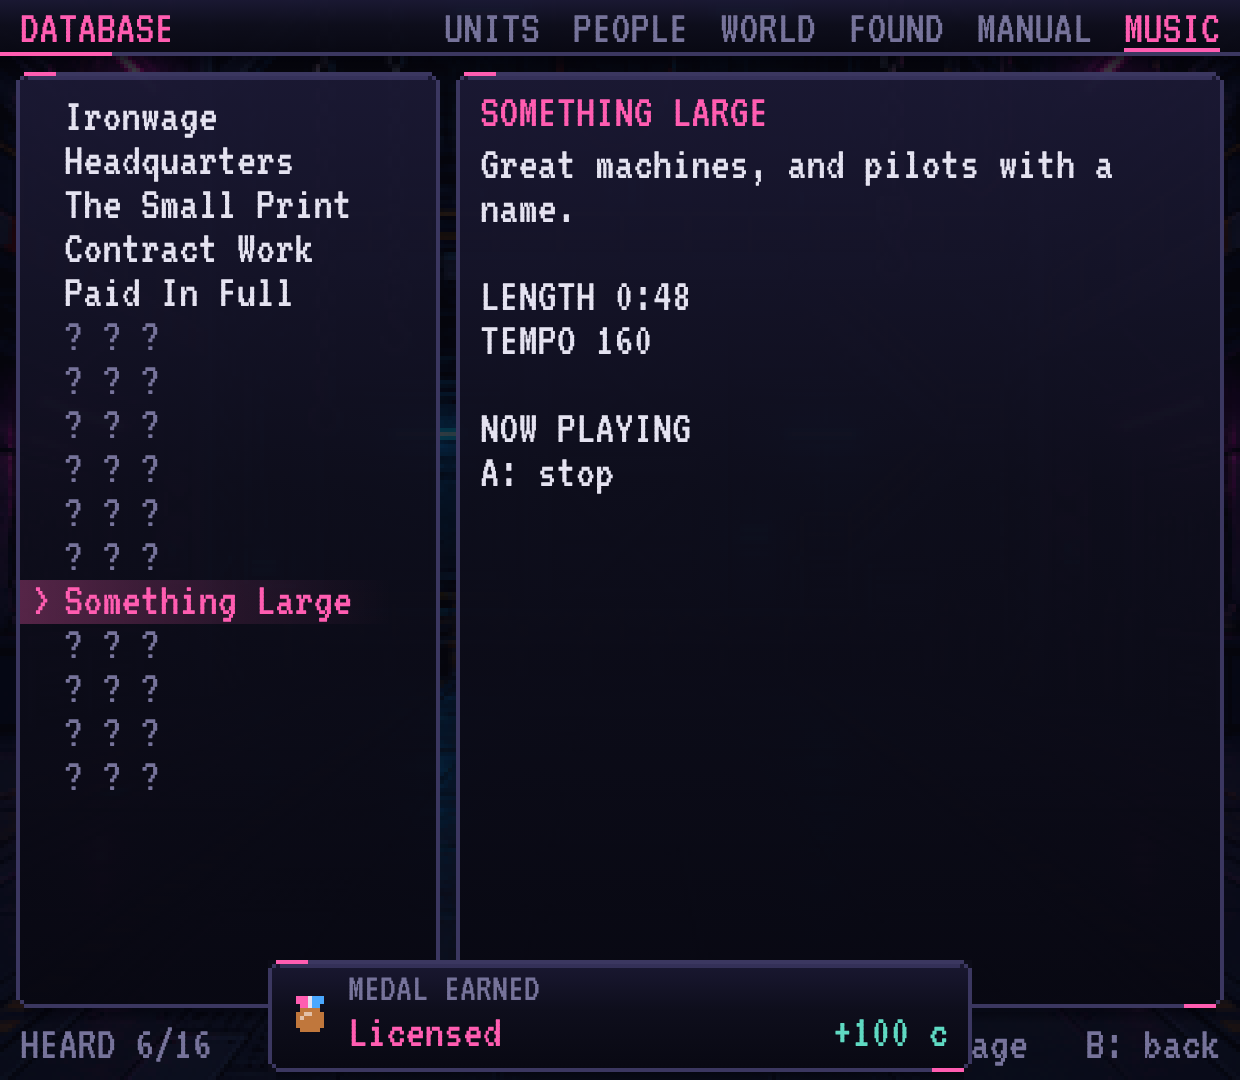 DATABASE UNITS PEOPLE WORLD FOUND MANUAL MUSIC
Ironwage
Headquarters
The Small Print
Contract Work
Paid In Full
? ? ?
? ? ?
? ? ?
? ? ?
? ? ?
? ? ?
> Something Large
? ? ?
? ? ?
? ? ?
? ? ?
SOMETHING LARGE
Great machines, and pilots with a
name.
LENGTH 0:48
TEMPO 160
NOW PLAYING
A: stop
MEDAL EARNED
Licensed +100 c
HEARD 6/16 B: back